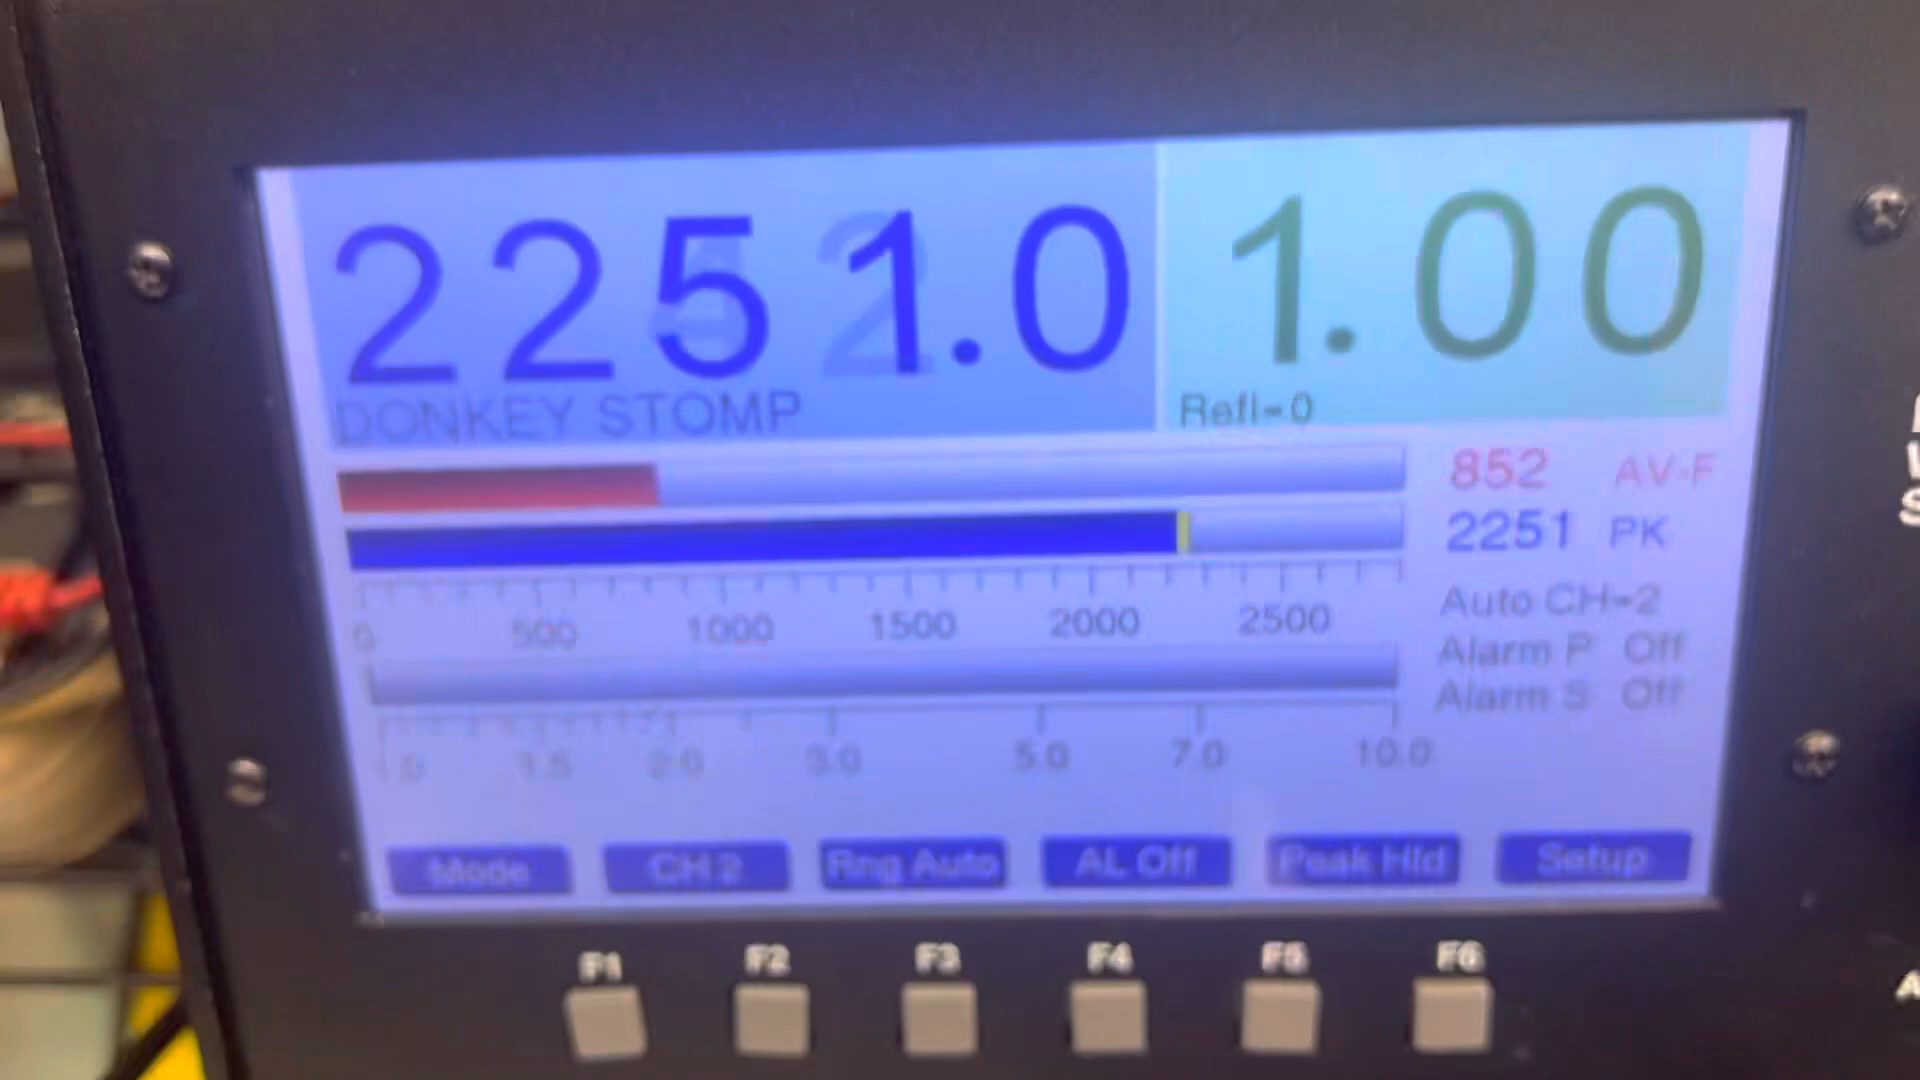 2251.0
1.00
DONKEY STOMP
Refl=0
852 AV-F
2251 PK
0 500 1000 1500 2000 2500
Auto CH=2
Alarm P Off
Alarm S Off
1.0 1.5 2.0 3.0 5.0 7.0 10.0
Mode CH 2 Rng Auto AL Off Peak Hld Setup
F1 F2 F3 F4 F5 F6